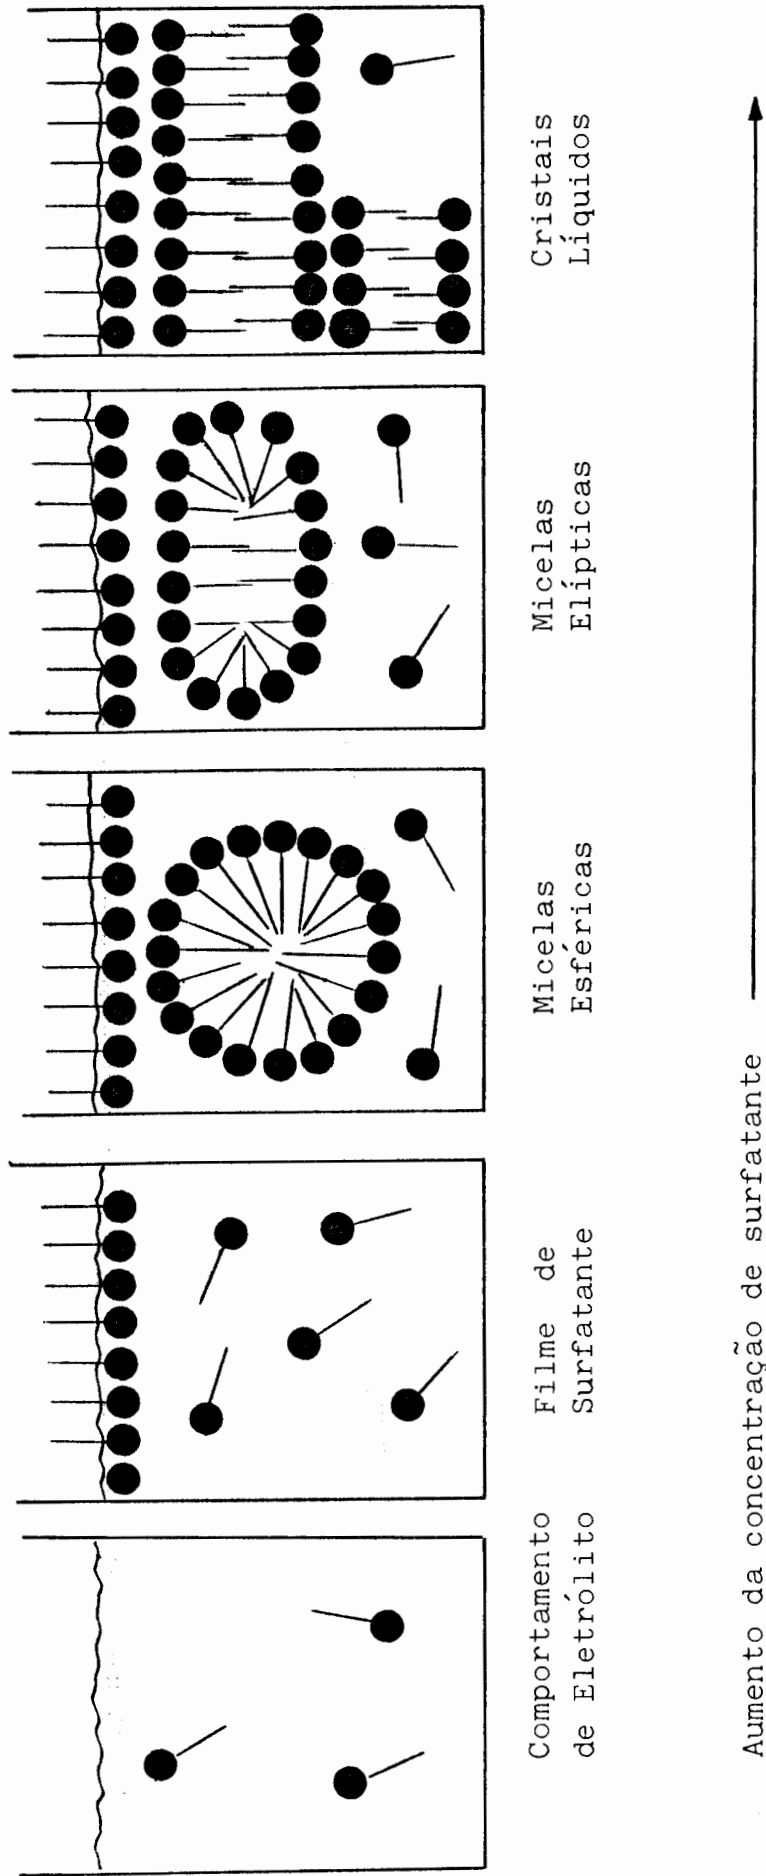 Comportamento
de Eletrólito
Filme de
Surfatante
Micelas
Esféricas
Micelas
Elípticas
Cristais
Líquidos
Aumento da concentração de surfatante